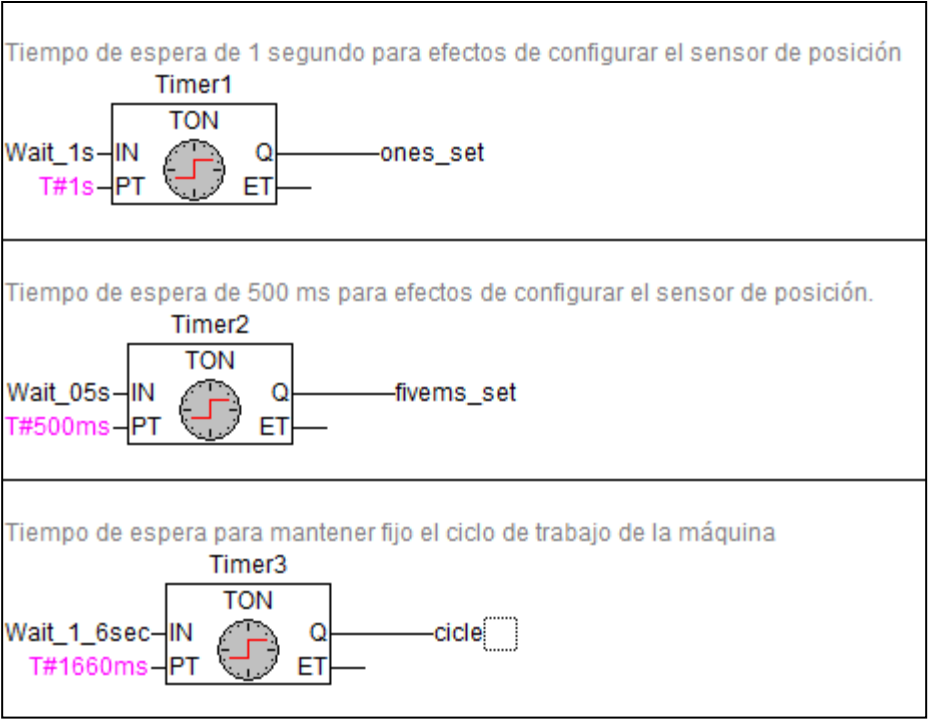 Tiempo de espera de 1 segundo para efectos de configurar el sensor de posición
Timer1
TON
Wait_1s IN Q ones_set
T#1s PT ET
Tiempo de espera de 500 ms para efectos de configurar el sensor de posición.
Timer2
TON
Wait_05s IN Q fivems_set
T#500ms PT ET
Tiempo de espera para mantener fijo el ciclo de trabajo de la máquina
Timer3
TON
Wait_1_6sec IN Q cicle
T#1660ms PT ET